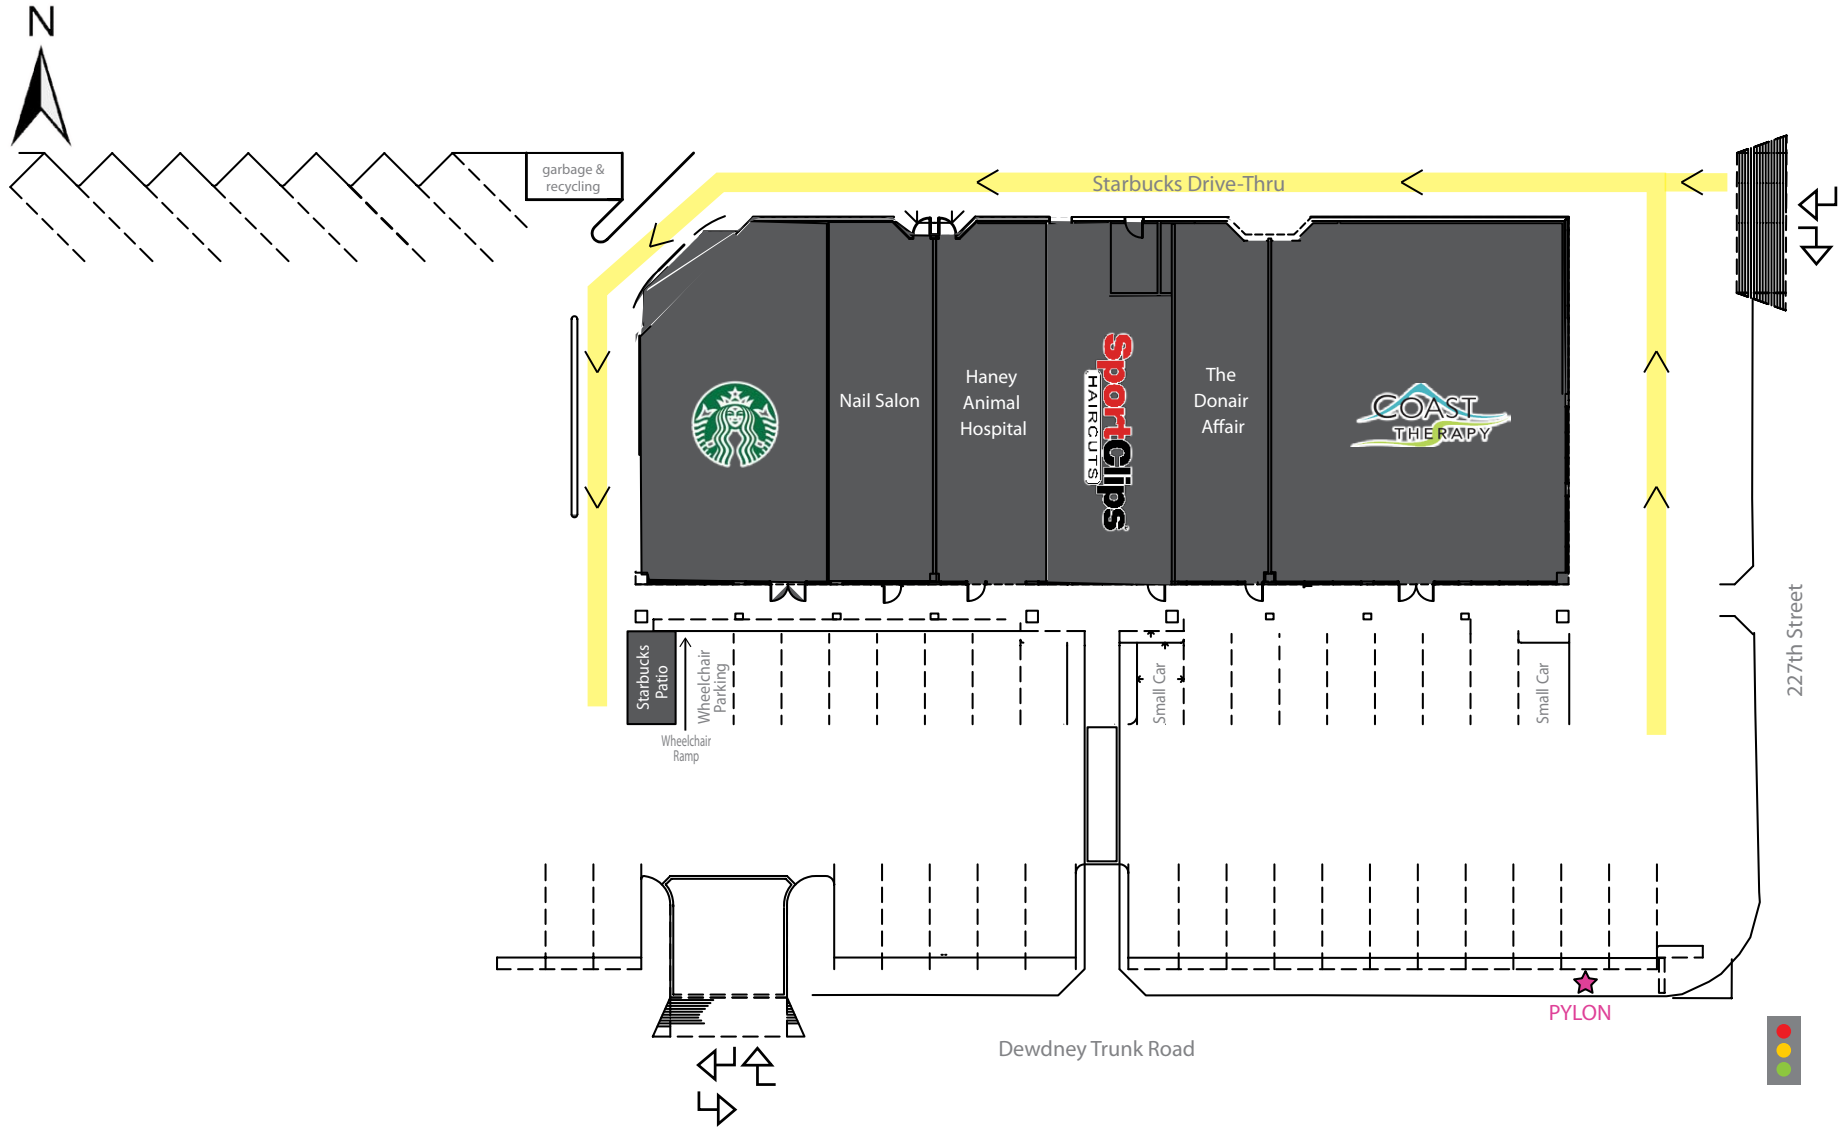 N
garbage &
recycling
Starbucks Drive-Thru
Nail Salon
Haney
Animal
Hospital
SportClips
HAIRCUTS
The
Donair
Affair
COAST
THERAPY
Starbucks
Patio
Wheelchair
Parking
Wheelchair
Ramp
Small Car
Small Car
227th Street
PYLON
Dewdney Trunk Road